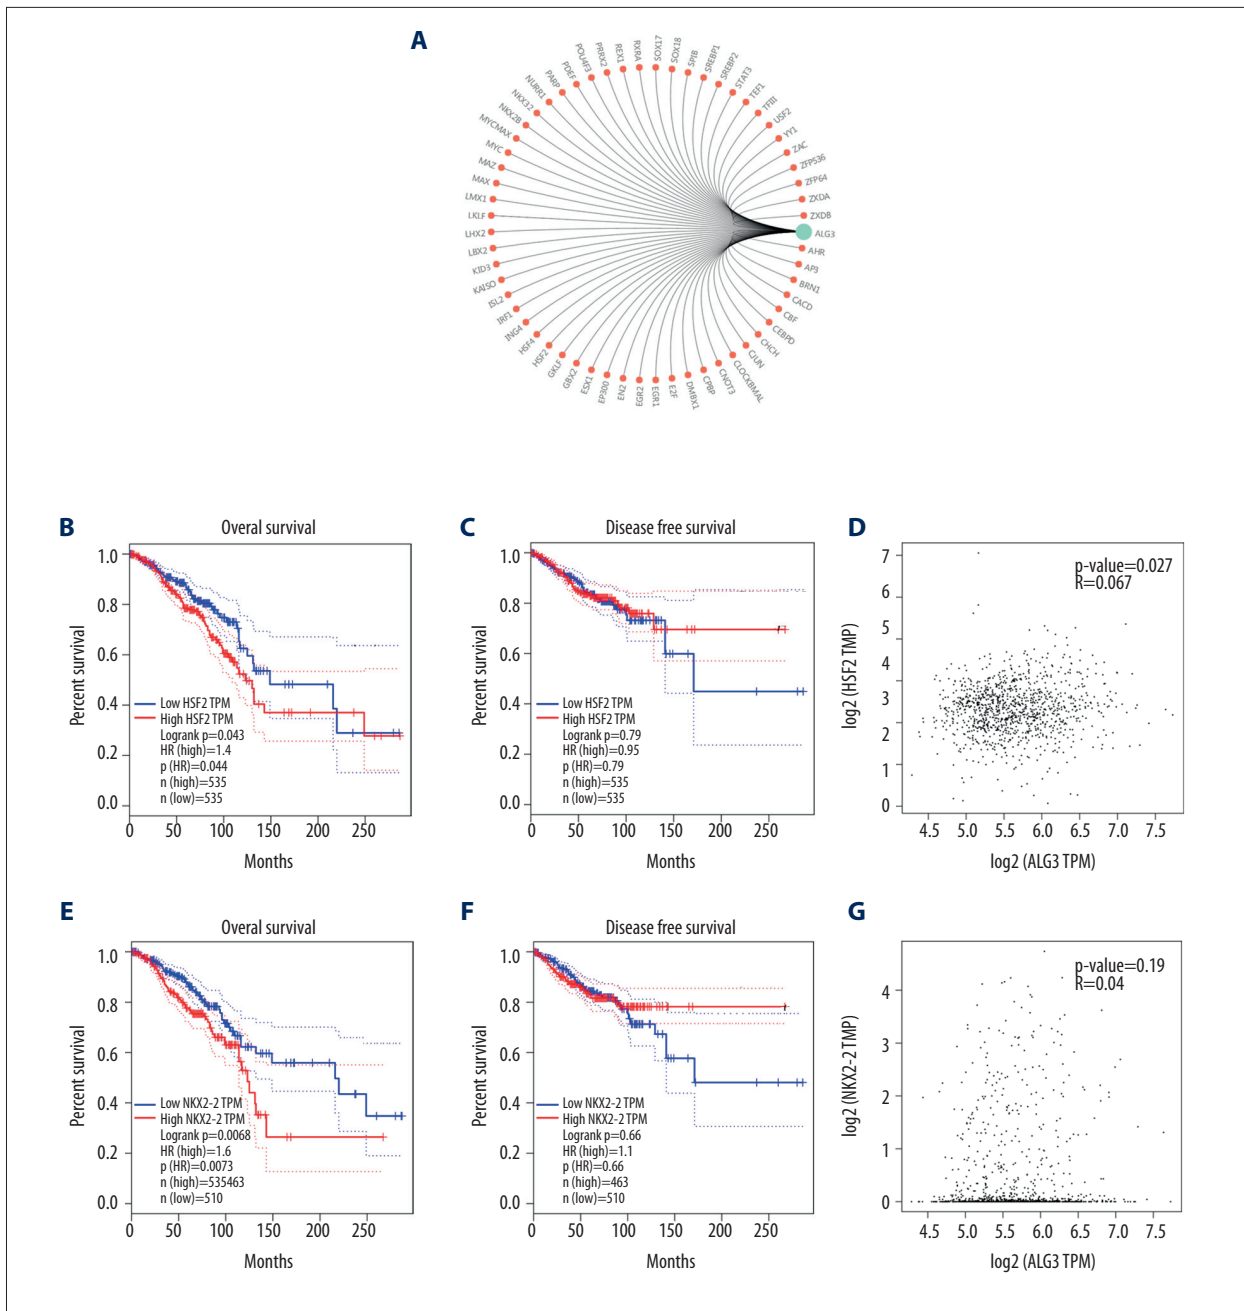 A
ALG3
ZXDB
ZXDA
ZFP64
ZFP536
ZAC
YY1
USF2
TFIII
TEF1
STAT3
SREBP2
SREBP1
SPIB
SOX18
SOX17
RXRA
REX1
PRRX2
POU4F3
PDEF
PARP
NURR1
NKX32
NKX2B
MYCMAX
MYC
MAZ
MAX
LMX1
LKLF
LHX2
LBX2
KID3
KAISO
ISL2
IRF1
ING4
HSF4
HSF2
GKLF
GBX2
ESX1
EP300
EN2
EGR2
EGR1
E2F
DMBX1
CPBP
CNOT3
CLOCKBMAL
CJUN
CHCH
CEBPD
CBF
CACD
BRN1
AP3
AHR
B
Overal survival
Percent survival
1.0
0.8
0.6
0.4
0.2
0.0
Low HSF2 TPM
High HSF2 TPM
Logrank p=0.043
HR (high)=1.4
p (HR)=0.044
n (high)=535
n (low)=535
0 50 100 150 200 250
Months
C
Disease free survival
Percent survival
1.0
0.8
0.6
0.4
0.2
0.0
Low HSF2 TPM
High HSF2 TPM
Logrank p=0.79
HR (high)=0.95
p (HR)=0.79
n (high)=535
n (low)=535
0 50 100 150 200 250
Months
D
log2 (HSF2 TMP)
7
6
5
4
3
2
1
0
p-value=0.027
R=0.067
4.5 5.0 5.5 6.0 6.5 7.0 7.5
log2 (ALG3 TPM)
E
Overal survival
Percent survival
1.0
0.8
0.6
0.4
0.2
0.0
Low NKX2-2 TPM
High NKX2-2 TPM
Logrank p=0.0068
HR (high)=1.6
p (HR)=0.0073
n (high)=535463
n (low)=510
0 50 100 150 200 250
Months
F
Disease free survival
Percent survival
1.0
0.8
0.6
0.4
0.2
0.0
Low NKX2-2 TPM
High NKX2-2 TPM
Logrank p=0.66
HR (high)=1.1
p (HR)=0.66
n (high)=463
n (low)=510
0 50 100 150 200 250
Months
G
log2 (NKX2-2 TMP)
4
3
2
1
0
p-value=0.19
R=0.04
4.5 5.0 5.5 6.0 6.5 7.0 7.5
log2 (ALG3 TPM)